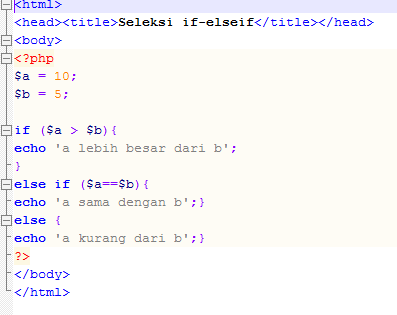 <html>
<head><title>Seleksi if-elseif</title></head>
<body>
<?php
$a = 10;
$b = 5;
if ($a > $b){
echo 'a lebih besar dari b';
}
else if ($a==$b){
echo 'a sama dengan b';}
else {
echo 'a kurang dari b';}
?>
</body>
</html>